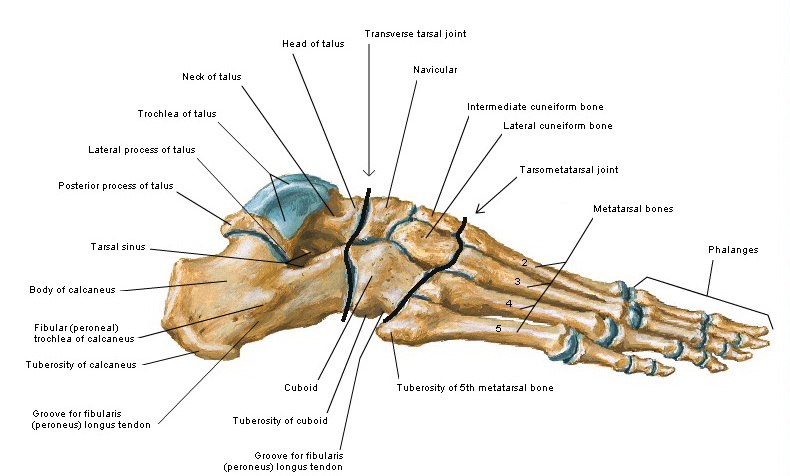 Transverse tarsal joint
Head of talus
Navicular
Neck of talus
Intermediate cuneiform bone
Trochlea of talus
Lateral cuneiform bone
Lateral process of talus
Tarsometatarsal joint
Posterior process of talus
Metatarsal bones
Tarsal sinus
Phalanges
2
3
4
5
Body of calcaneus
Fibular (peroneal)
trochlea of calcaneus
Tuberosity of calcaneus
Cuboid
Tuberosity of 5th metatarsal bone
Groove for fibularis
(peroneus) longus tendon
Tuberosity of cuboid
Groove for fibularis
(peroneus) longus tendon